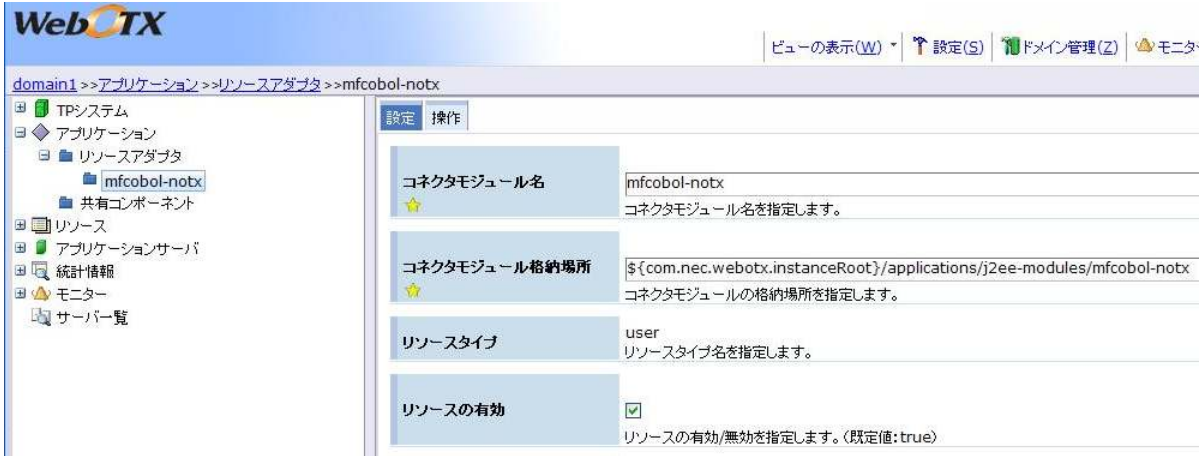 WebOTX
ビューの表示(W) 設定(S) ドメイン管理(Z) モニタ
domain1>>アプリケーション>>リソースアダプタ>>mfcobol-notx
TPシステム
アプリケーション
リソースアダプタ
mfcobol-notx
共有コンポーネント
リソース
アプリケーションサーバ
統計情報
モニター
サーバ一覧
設定 操作
コネクタモジュール名
mfcobol-notx
コネクタモジュール名を指定します。
コネクタモジュール格納場所
${com.nec.webotx.instanceRoot}/applications/j2ee-modules/mfcobol-notx
コネクタモジュールの格納場所を指定します。
リソースタイプ
user
リソースタイプ名を指定します。
リソースの有効
リソースの有効/無効を指定します。(既定値:true)